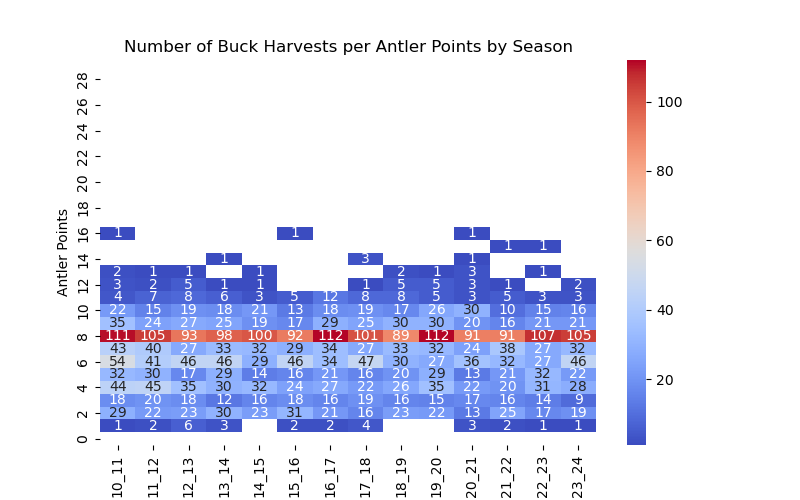 Number of Buck Harvests per Antler Points by Season
Antler Points
28
26
24
22
20
18
16 1 1 1
1 1
14 1 3 1
2 1 1 1 2 1 3 1
12 3 2 5 1 1 1 5 5 3 1 2
4 7 8 6 3 5 12 8 8 5 3 5 3 3
10 22 15 19 18 21 13 18 19 17 26 30 10 15 16
35 24 27 25 19 17 29 25 30 30 20 16 21 21
8 111 105 93 98 100 92 112 101 89 112 91 91 107 105
43 40 27 33 32 29 34 27 33 32 24 38 27 32
6 54 41 46 46 29 46 34 47 30 27 36 32 27 46
32 30 17 29 14 16 21 16 20 29 13 21 32 22
4 44 45 35 30 32 24 27 22 26 35 22 20 31 28
18 20 18 12 16 18 16 19 16 15 17 16 14 9
2 29 22 23 30 23 31 21 16 23 22 13 25 17 19
1 2 6 3 2 2 4 3 2 1 1
0
10_11 11_12 12_13 13_14 14_15 15_16 16_17 17_18 18_19 19_20 20_21 21_22 22_23 23_24
100
80
60
40
20